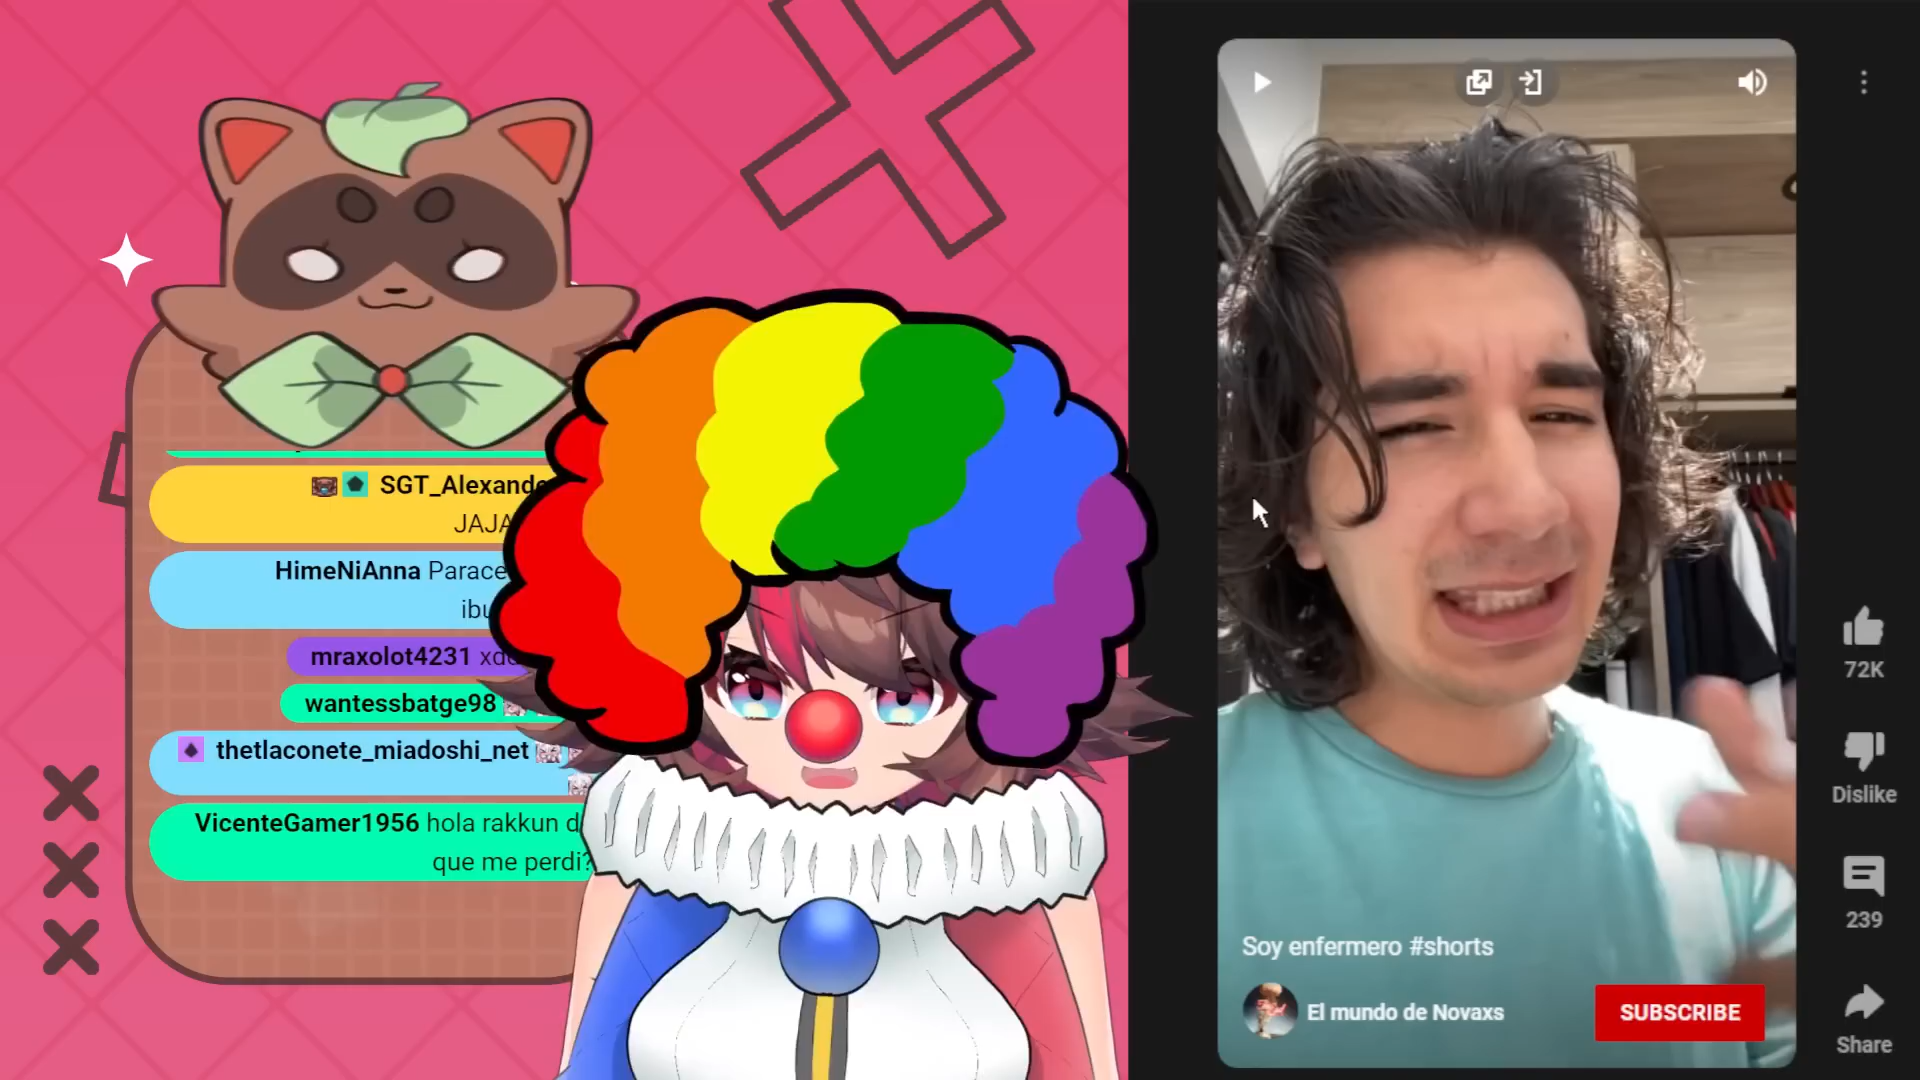 SGT_Alexande
JAJA
HimeNiAnna Parace
ibu
mraxolot4231 xd
wantessbatge98
thetlaconete_miadoshi_net
VicenteGamer1956 hola rakkun d
que me perdi?
72K
Dislike
239
Soy enfermero #shorts
El mundo de Novaxs
SUBSCRIBE
Share